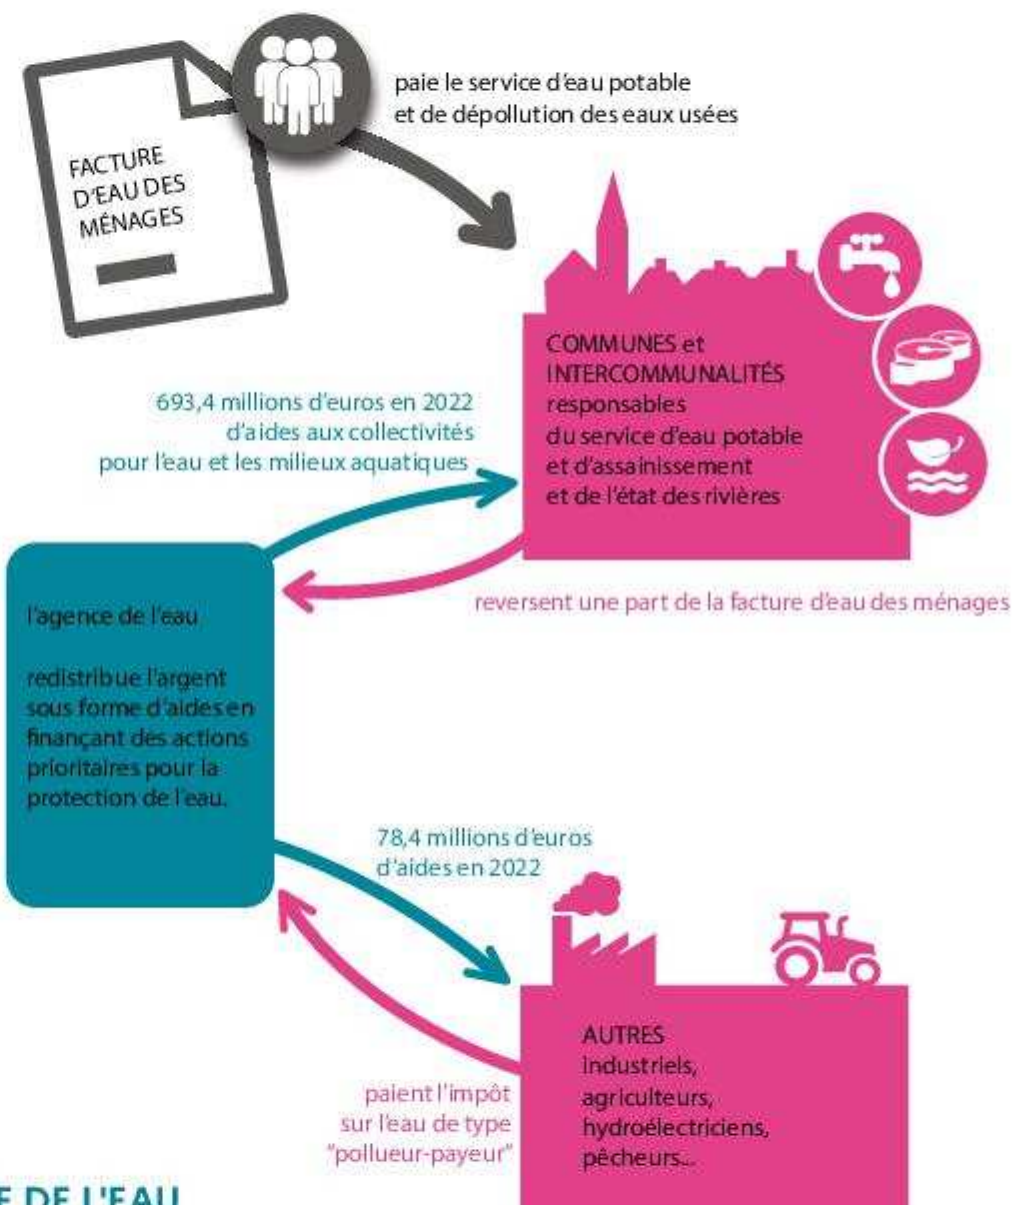 paie le service d'eau potable
et de dépollution des eaux usées
FACTURE
D'EAU DES
MÉNAGES
COMMUNES et
INTERCOMMUNALITÉS
responsables
du service d'eau potable
et d'assainissement
et de l'état des rivières
693,4 millions d'euros en 2022
d'aides aux collectivités
pour l'eau et les milieux aquatiques
reversent une part de la facture d'eau des ménages
l'agence de l'eau
redistribue l'argent
sous forme d'aides en
finançant des actions
prioritaires pour la
protection de l'eau.
78,4 millions d'euros
d'aides en 2022
AUTRES
industriels,
agriculteurs,
hydroélectriciens,
pêcheurs...
paient l'impôt
sur l'eau de type
"pollueur-payeur"
E DE L'EAU